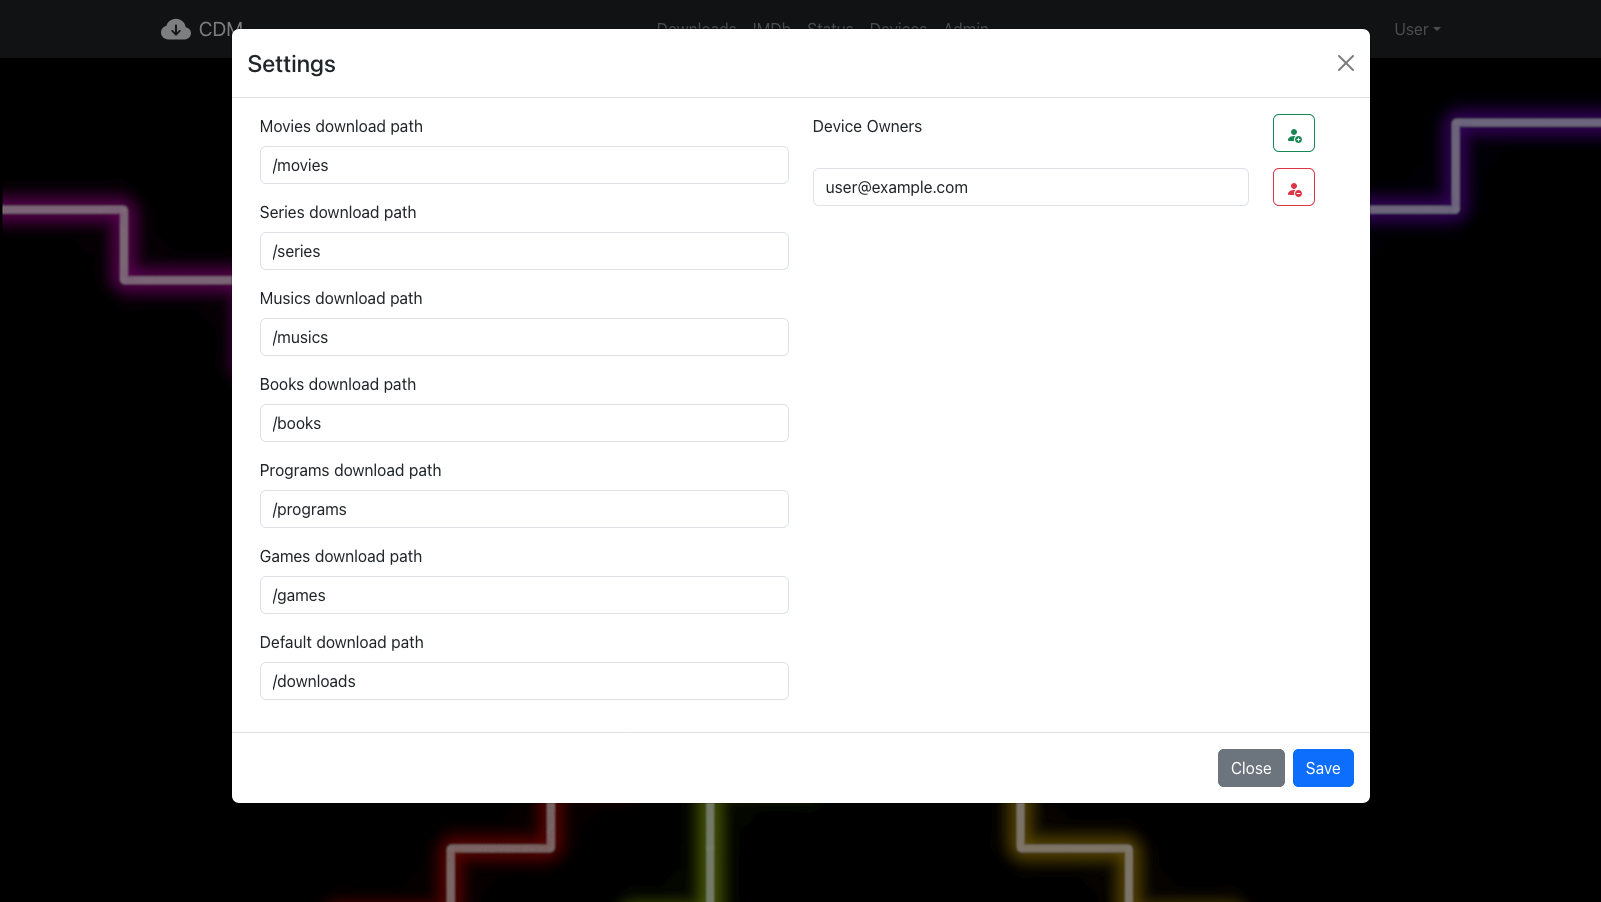 CDM
Downloads IMDb Status Devices Admin
User
Settings
Movies download path
/movies
Series download path
/series
Musics download path
/musics
Books download path
/books
Programs download path
/programs
Games download path
/games
Default download path
/downloads
Device Owners
user@example.com
Close Save